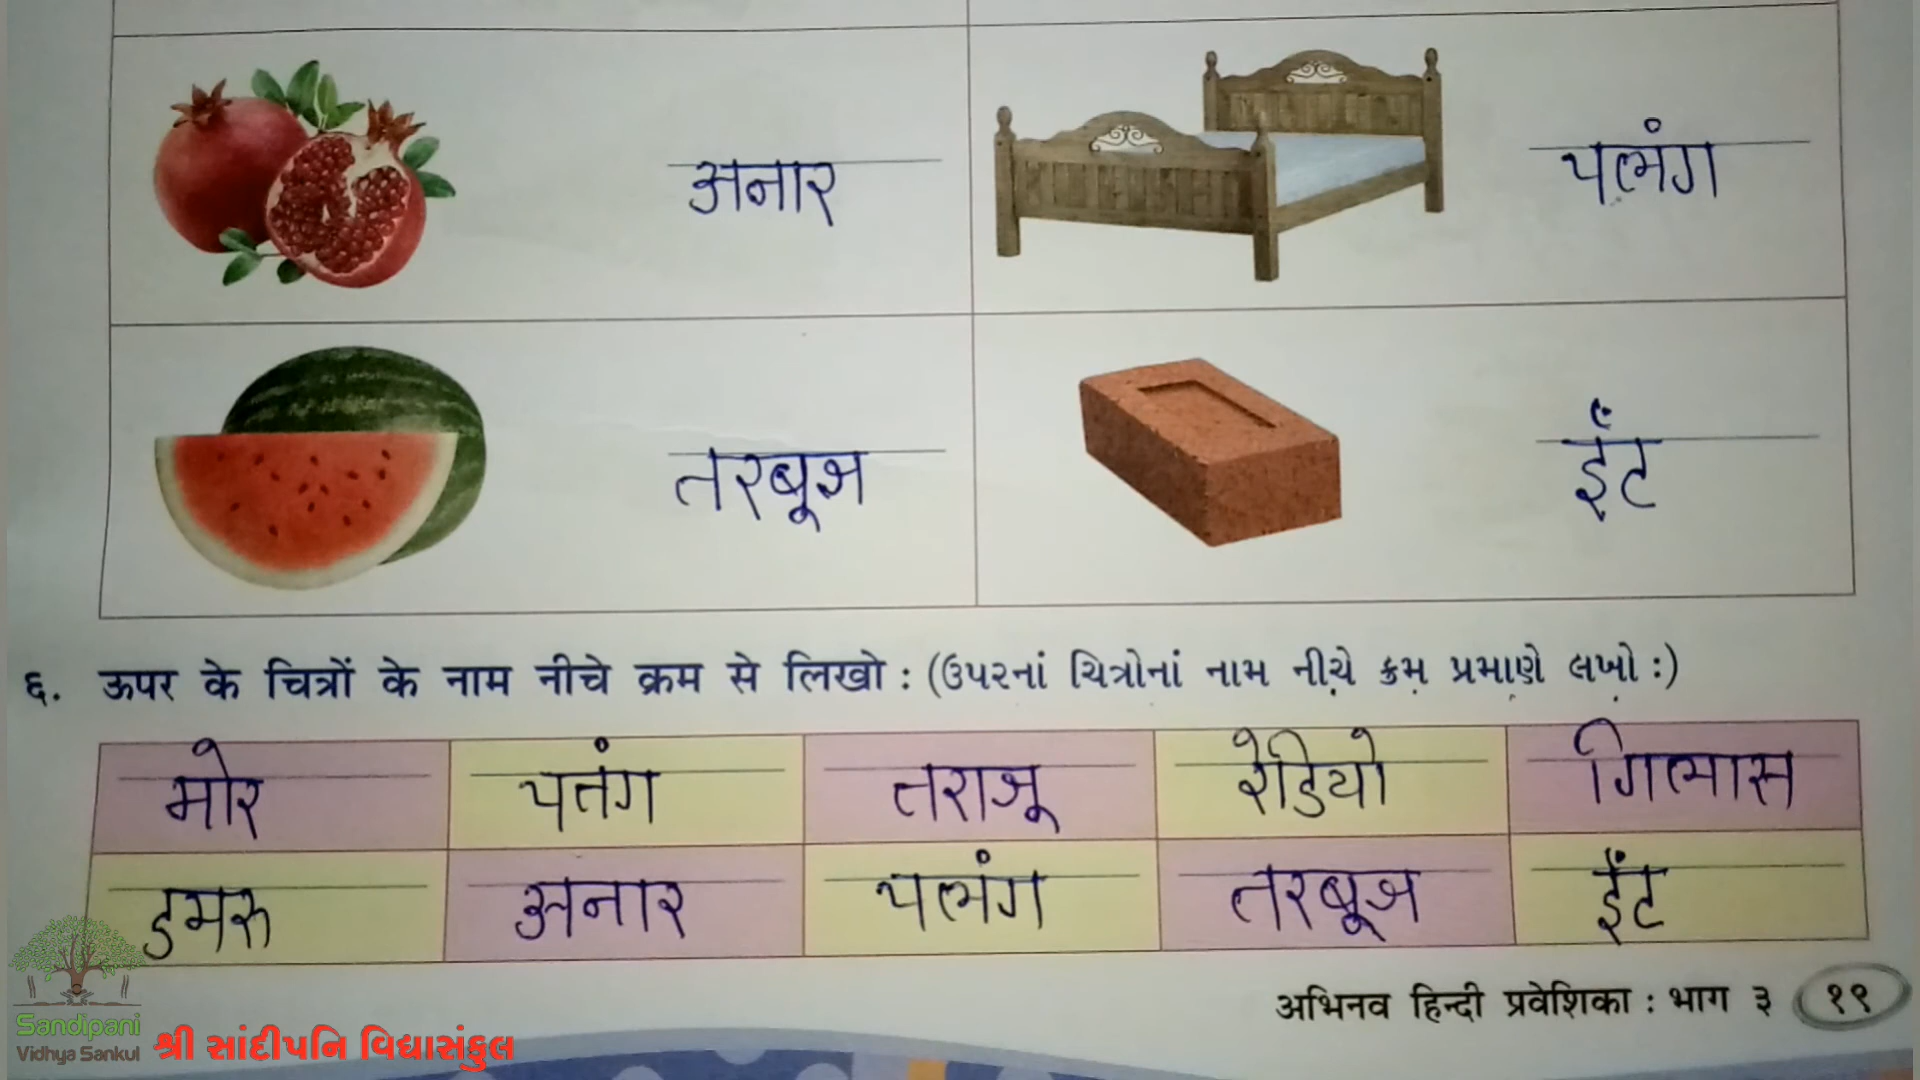 अनार
पलंग
तरबूज
ईंट
६. ऊपर के चित्रों के नाम नीचे क्रम से लिखो : (ઉપરનાં ચિત્રોનાં નામ નીચે ક્રમ પ્રમાણે લખો :)
मोर पतंग तराजू रेडियो गिलास
डमरू अनार पलंग तरबूज ईंट
अभिनव हिन्दी प्रवेशिका : भाग ३ १९
Sandipani
Vidhya Sankul
શ્રી સાંદીપનિ વિદ્યાસંકુલ